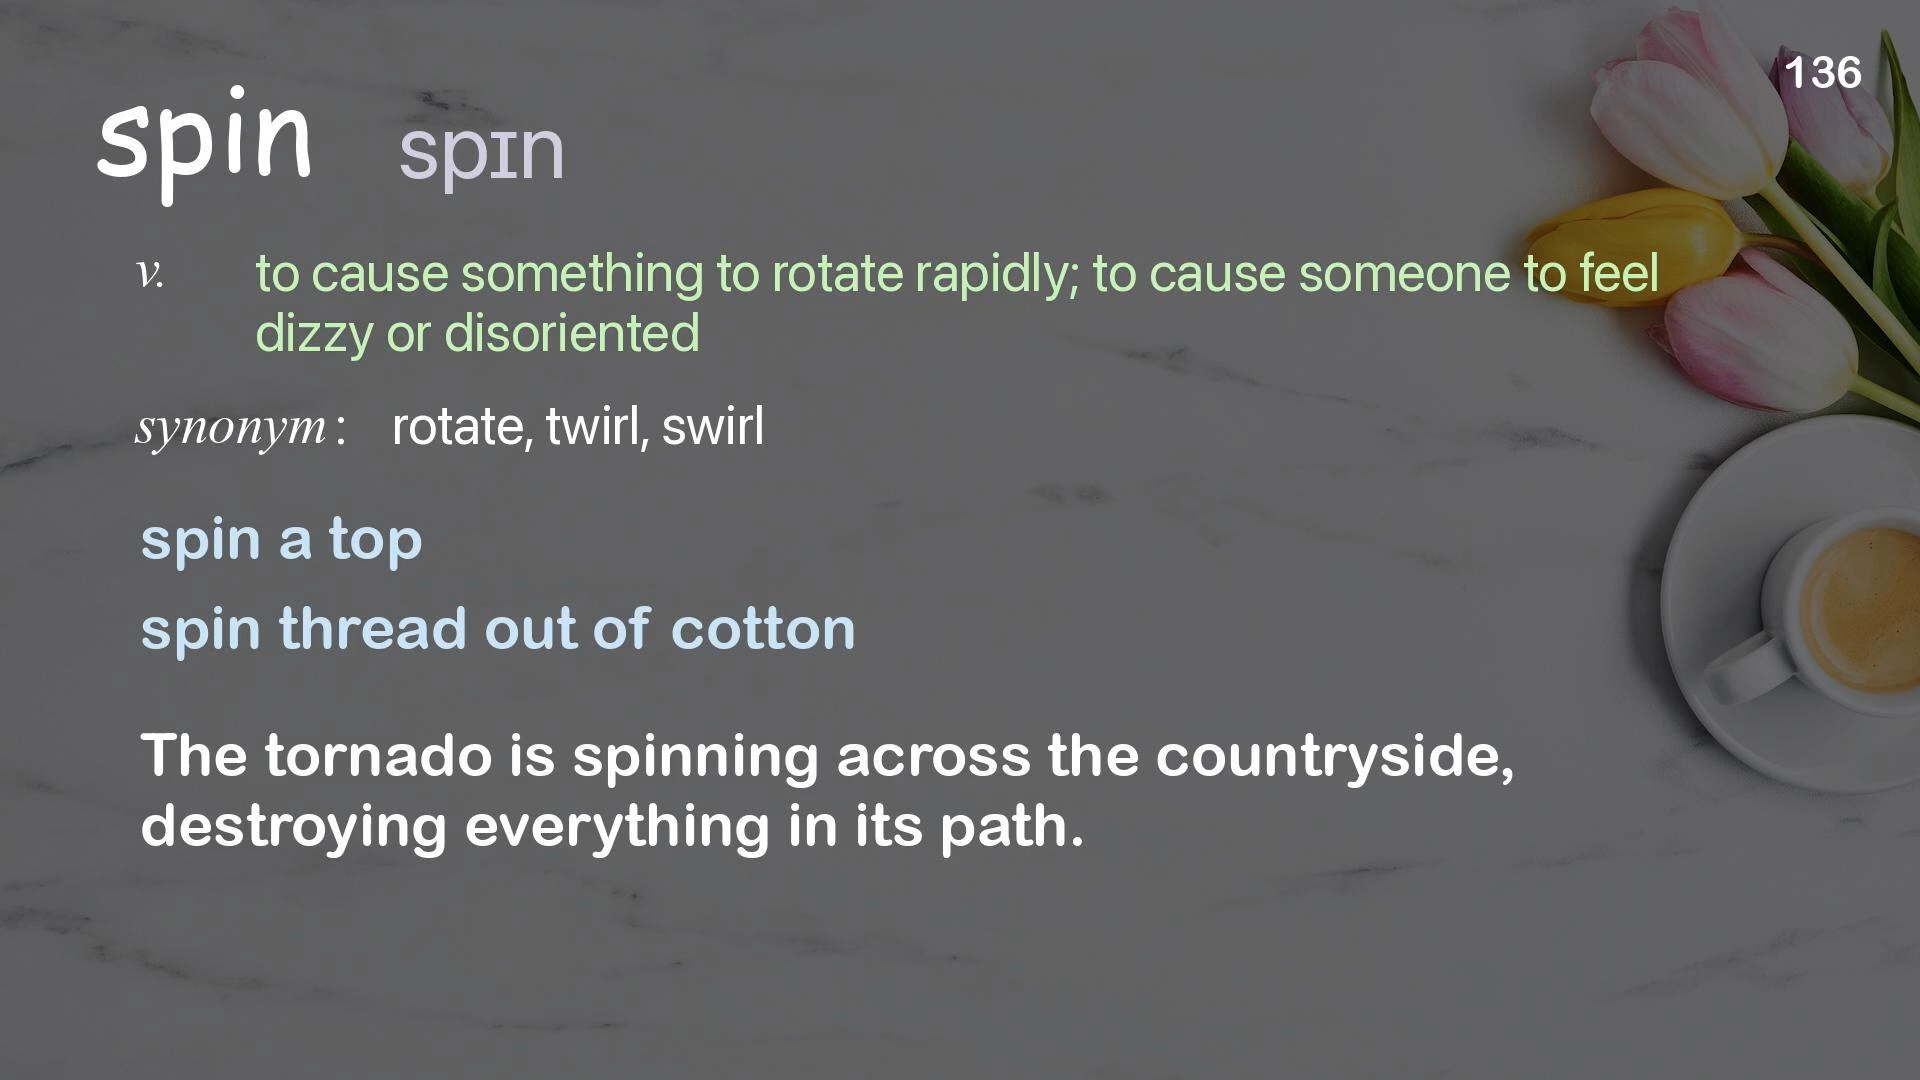 136
spin spɪn
v. to cause something to rotate rapidly; to cause someone to feel
dizzy or disoriented
synonym: rotate, twirl, swirl
spin a top
spin thread out of cotton
The tornado is spinning across the countryside,
destroying everything in its path.